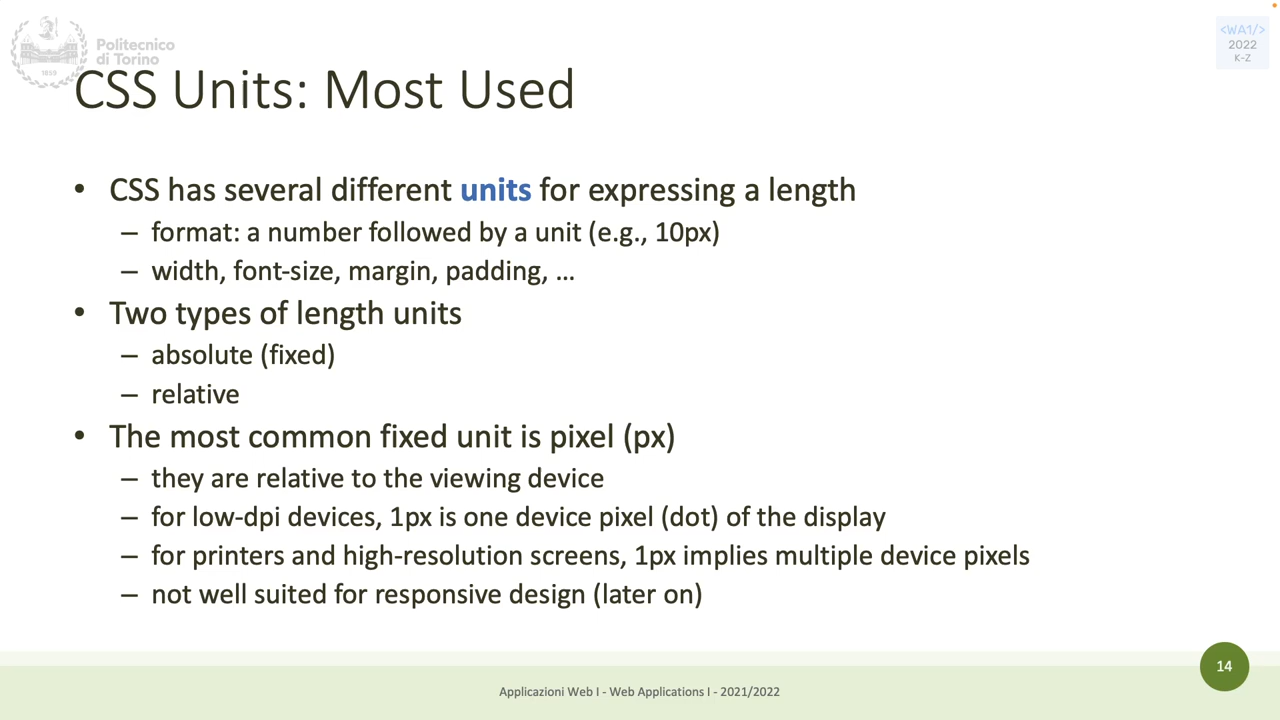 Politecnico
di Torino
1859
<WA1/>
2022
K-Z
CSS Units: Most Used
• CSS has several different units for expressing a length
– format: a number followed by a unit (e.g., 10px)
– width, font-size, margin, padding, …
• Two types of length units
– absolute (fixed)
– relative
• The most common fixed unit is pixel (px)
– they are relative to the viewing device
– for low-dpi devices, 1px is one device pixel (dot) of the display
– for printers and high-resolution screens, 1px implies multiple device pixels
– not well suited for responsive design (later on)
14
Applicazioni Web I - Web Applications I - 2021/2022